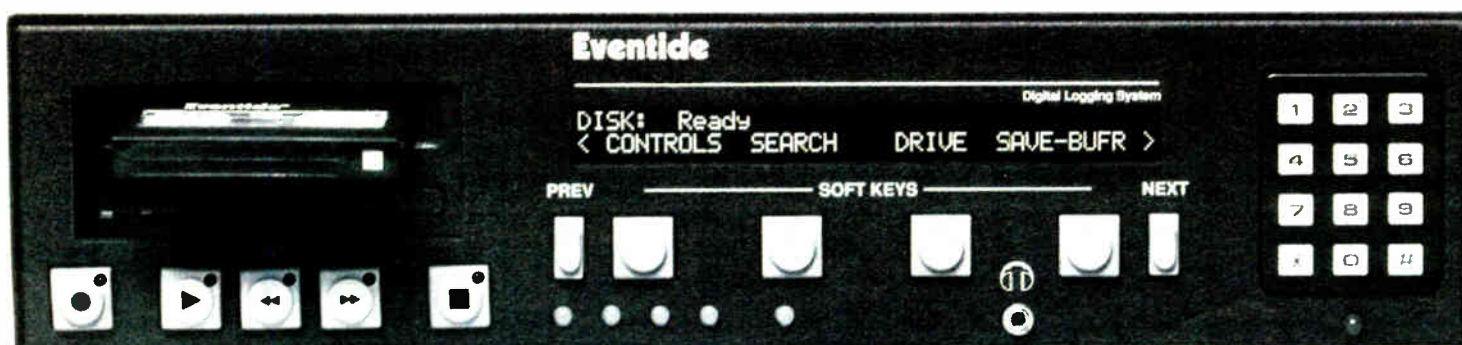 Eventide
Digital Logging System
DISK: Ready
< CONTROLS SEARCH DRIVE SAVE-BUFR >
PREV SOFT KEYS NEXT
Eventide
1 2 3
4 5 6
7 8 9
* 0 #